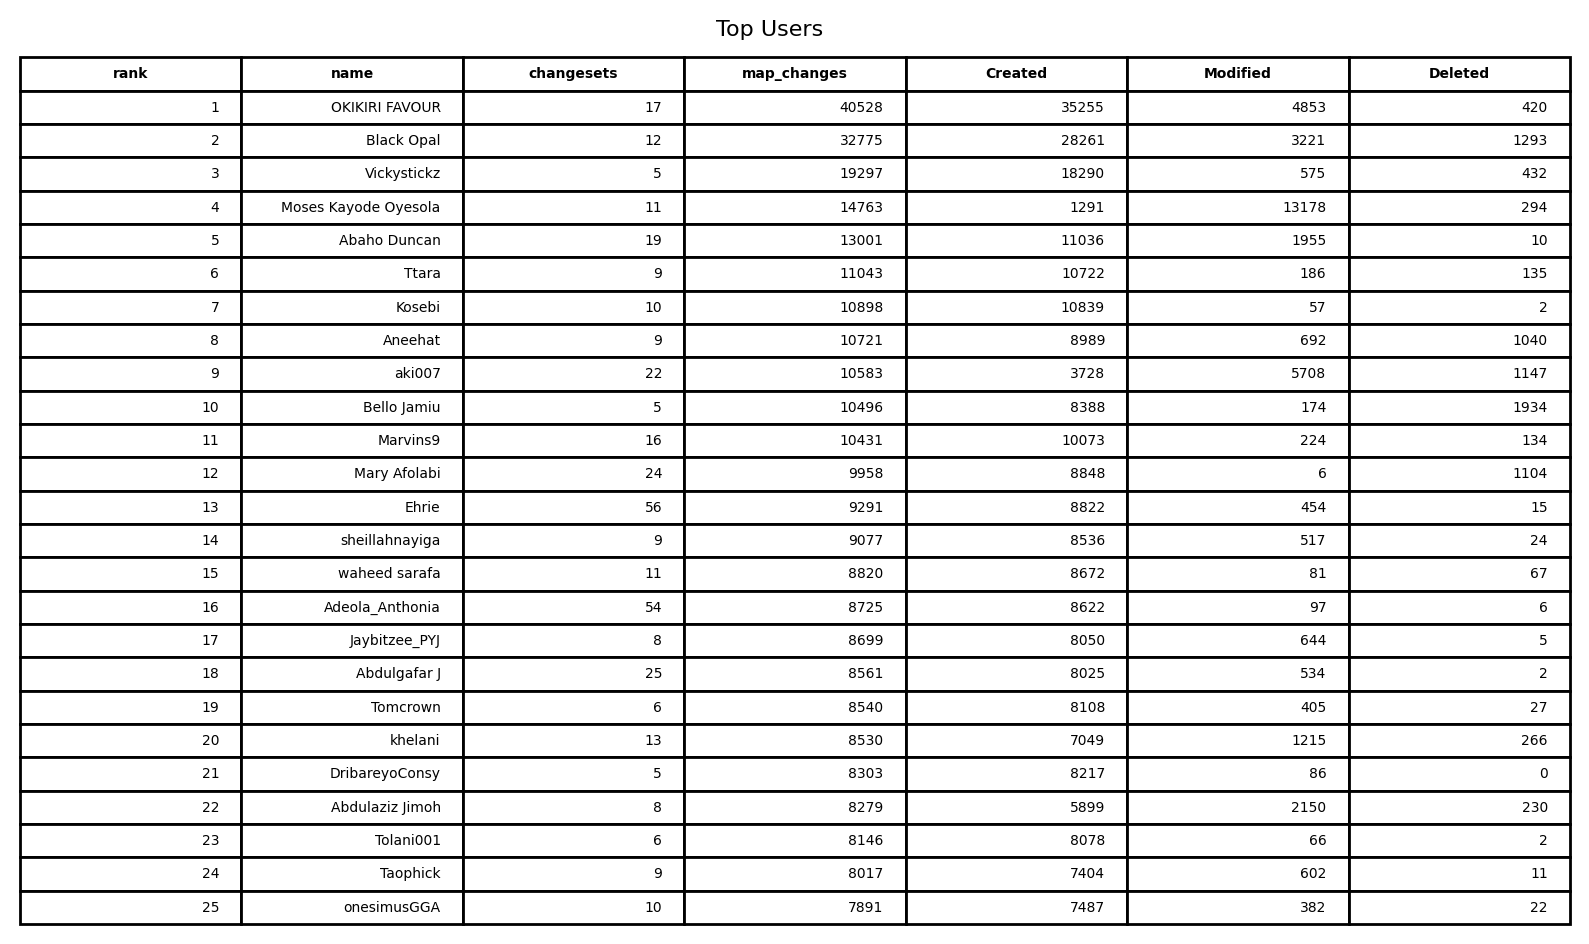 Top Users
rank name changesets map_changes Created Modified Deleted
1 OKIKIRI FAVOUR 17 40528 35255 4853 420
2 Black Opal 12 32775 28261 3221 1293
3 Vickystickz 5 19297 18290 575 432
4 Moses Kayode Oyesola 11 14763 1291 13178 294
5 Abaho Duncan 19 13001 11036 1955 10
6 Ttara 9 11043 10722 186 135
7 Kosebi 10 10898 10839 57 2
8 Aneehat 9 10721 8989 692 1040
9 aki007 22 10583 3728 5708 1147
10 Bello Jamiu 5 10496 8388 174 1934
11 Marvins9 16 10431 10073 224 134
12 Mary Afolabi 24 9958 8848 6 1104
13 Ehrie 56 9291 8822 454 15
14 sheillahnayiga 9 9077 8536 517 24
15 waheed sarafa 11 8820 8672 81 67
16 Adeola_Anthonia 54 8725 8622 97 6
17 Jaybitzee_PYJ 8 8699 8050 644 5
18 Abdulgafar J 25 8561 8025 534 2
19 Tomcrown 6 8540 8108 405 27
20 khelani 13 8530 7049 1215 266
21 DribareyoConsy 5 8303 8217 86 0
22 Abdulaziz Jimoh 8 8279 5899 2150 230
23 Tolani001 6 8146 8078 66 2
24 Taophick 9 8017 7404 602 11
25 onesimusGGA 10 7891 7487 382 22